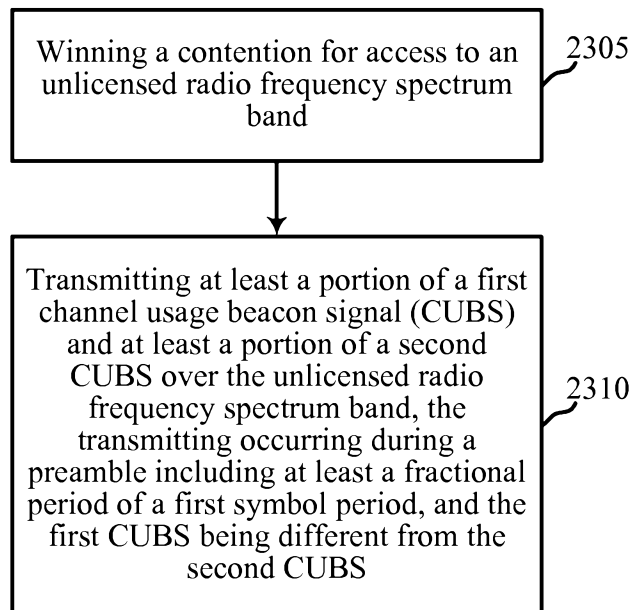 Winning a contention for access to an
unlicensed radio frequency spectrum
band
2305
Transmitting at least a portion of a first
channel usage beacon signal (CUBS)
and at least a portion of a second
CUBS over the unlicensed radio
frequency spectrum band, the
transmitting occurring during a
preamble including at least a fractional
period of a first symbol period, and the
first CUBS being different from the
second CUBS
2310